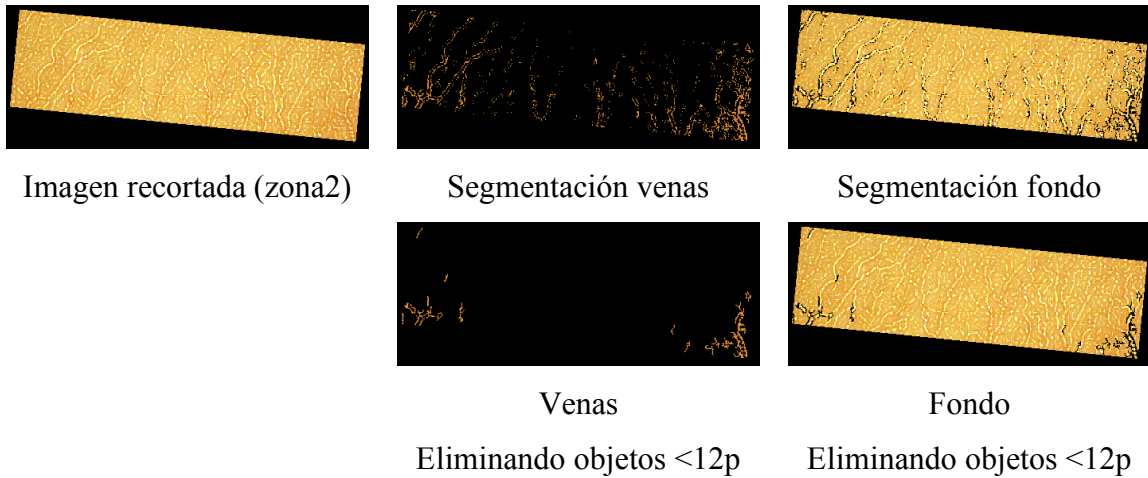 Imagen recortada (zona2)
Segmentación venas
Segmentación fondo
Venas
Fondo
Eliminando objetos <12p
Eliminando objetos <12p